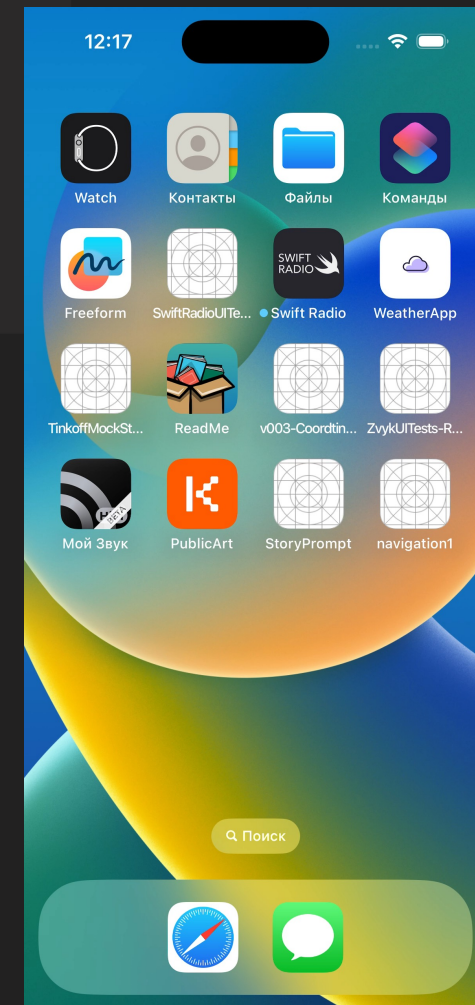 12:17
Watch Контакты Файлы Команды
SWIFT
RADIO
Freeform SwiftRadioUITe... Swift Radio WeatherApp
TinkoffMockSt... ReadMe v003-Coordtin... ZvykUITests-R...
BETA
Мой Звук PublicArt StoryPrompt navigation1
Поиск